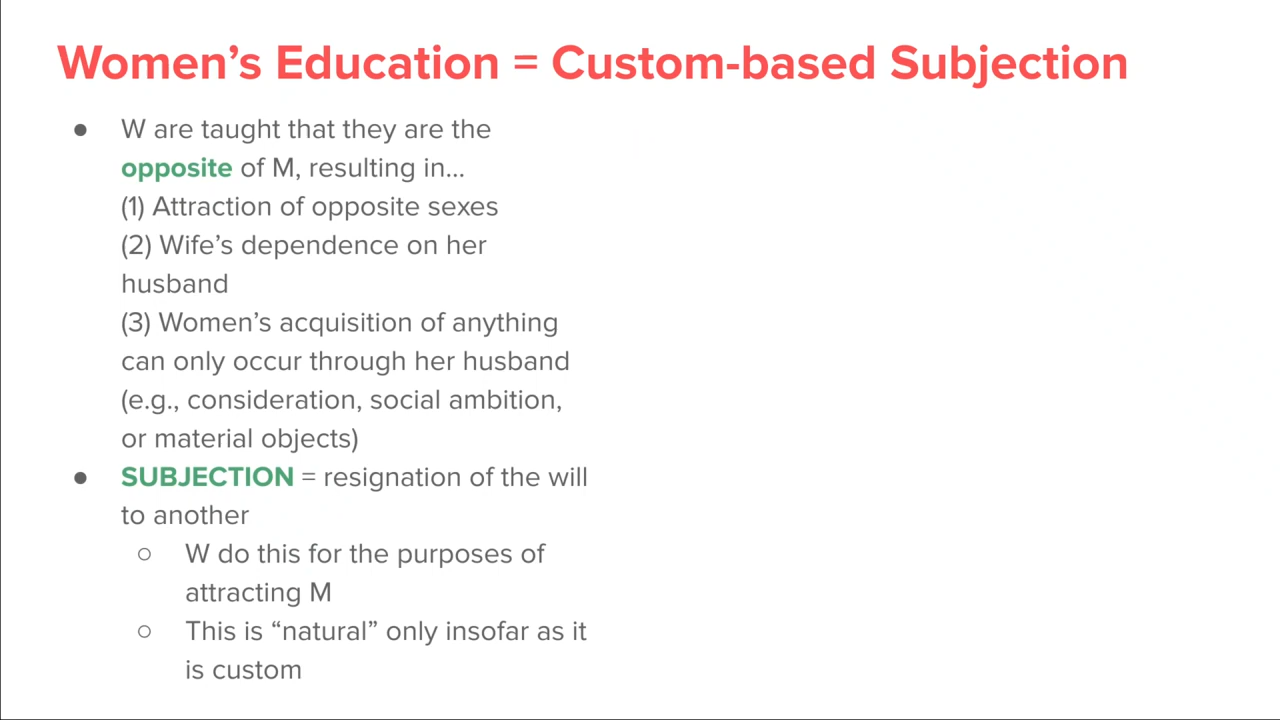 Women’s Education = Custom-based Subjection
● W are taught that they are the
opposite of M, resulting in...
(1) Attraction of opposite sexes
(2) Wife’s dependence on her
husband
(3) Women’s acquisition of anything
can only occur through her husband
(e.g., consideration, social ambition,
or material objects)
● SUBJECTION = resignation of the will
to another
○ W do this for the purposes of
attracting M
○ This is “natural” only insofar as it
is custom